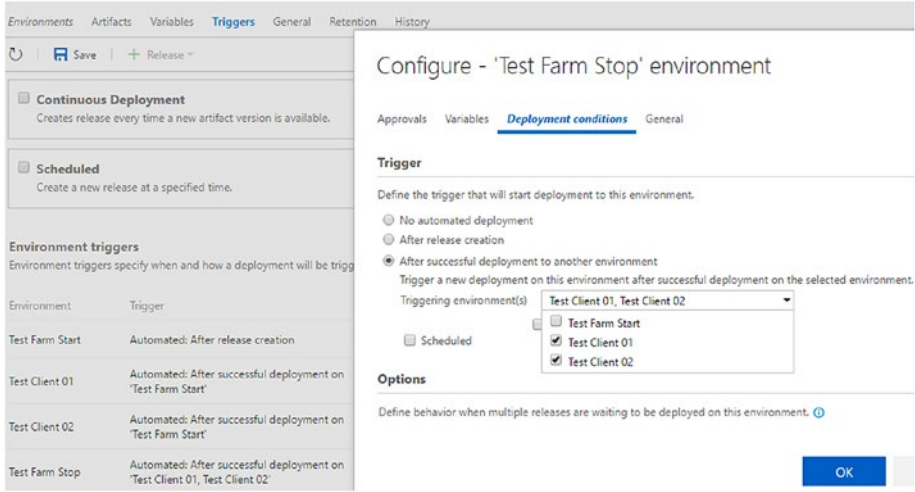 Environments Artifacts Variables Triggers General Retention History
Save + Release
Continuous Deployment
Creates release every time a new artifact version is available.
Scheduled
Create a new release at a specified time.
Environment triggers
Environment triggers specify when and how a deployment will be trigg
Environment Trigger
Test Farm Start Automated: After release creation
Test Client 01 Automated: After successful deployment on
'Test Farm Start'
Test Client 02 Automated: After successful deployment on
'Test Farm Start'
Test Farm Stop Automated: After successful deployment on
'Test Client 01, Test Client 02'
Configure - 'Test Farm Stop' environment
Approvals Variables Deployment conditions General
Trigger
Define the trigger that will start deployment to this environment.
No automated deployment
After release creation
After successful deployment to another environment
Trigger a new deployment on this environment after successful deployment on the selected environment.
Triggering environment(s) Test Client 01, Test Client 02
Test Farm Start
Scheduled
Test Client 01
Test Client 02
Options
Define behavior when multiple releases are waiting to be deployed on this environment.
OK